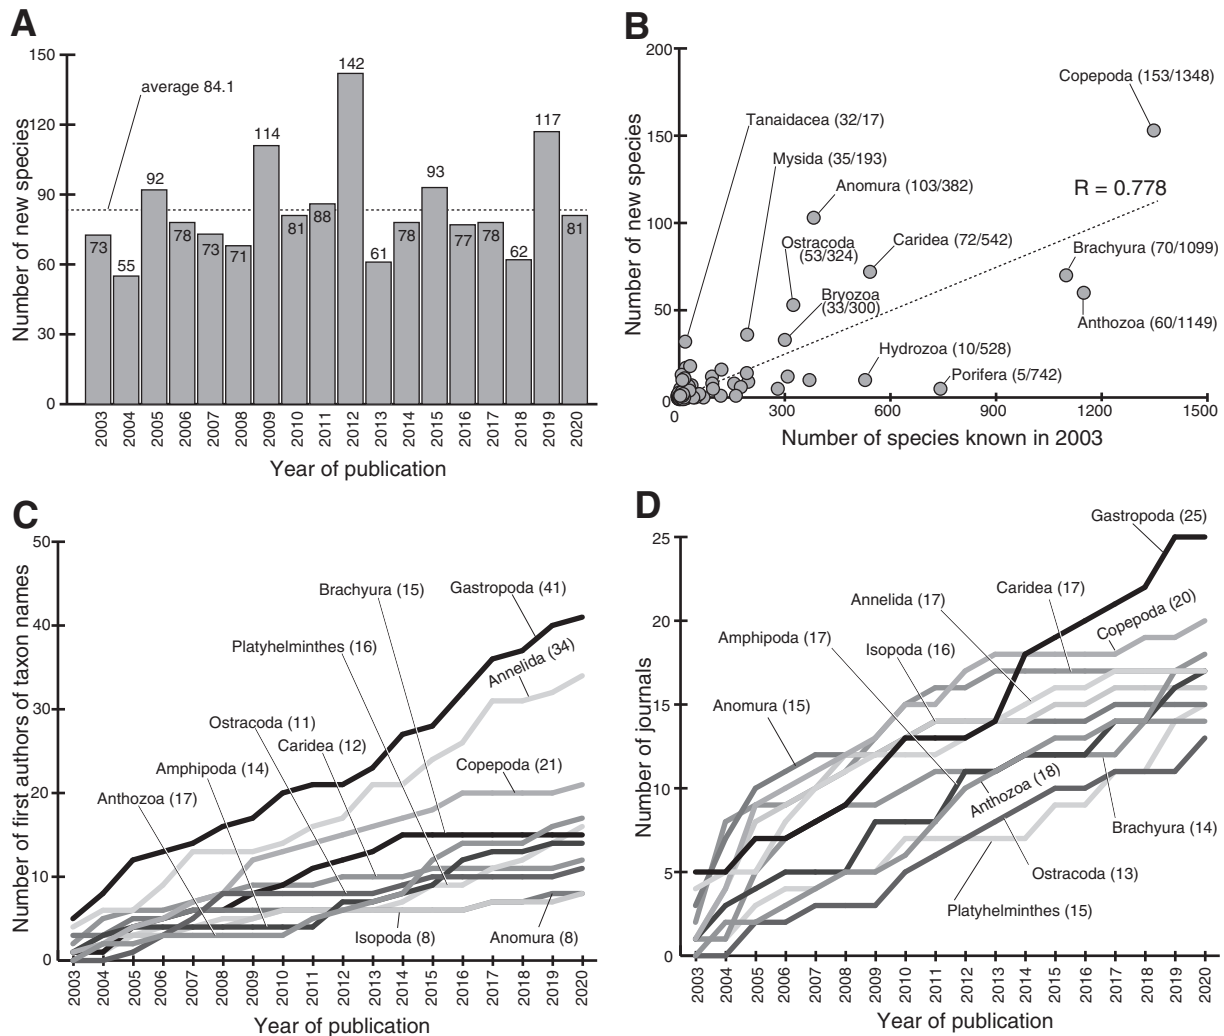 A
Number of new species
150
120
90
60
30
0
average 84.1
73
55
92
78
73
71
114
81
88
142
61
78
93
77
78
62
117
81
2003
2004
2005
2006
2007
2008
2009
2010
2011
2012
2013
2014
2015
2016
2017
2018
2019
2020
Year of publication
B
Number of new species
200
150
100
50
0
Copepoda (153/1348)
Tanaidacea (32/17)
Mysida (35/193)
Anomura (103/382)
R = 0.778
Ostracoda
(53/324)
Caridea (72/542)
Brachyura (70/1099)
Bryozoa
(33/300)
Anthozoa (60/1149)
Hydrozoa (10/528)
Porifera (5/742)
0
300
600
900
1200
1500
Number of species known in 2003
C
Number of first authors of taxon names
50
40
30
20
10
0
Brachyura (15)
Gastropoda (41)
Platyhelminthes (16)
Annelida (34)
Ostracoda (11)
Caridea (12)
Amphipoda (14)
Copepoda (21)
Anthozoa (17)
Isopoda (8)
Anomura (8)
2003
2004
2005
2006
2007
2008
2009
2010
2011
2012
2013
2014
2015
2016
2017
2018
2019
2020
Year of publication
D
Number of journals
25
20
15
10
5
0
Gastropoda (25)
Caridea (17)
Annelida (17)
Copepoda (20)
Amphipoda (17)
Isopoda (16)
Anomura (15)
Anthozoa (18)
Brachyura (14)
Ostracoda (13)
Platyhelminthes (15)
2003
2004
2005
2006
2007
2008
2009
2010
2011
2012
2013
2014
2015
2016
2017
2018
2019
2020
Year of publication